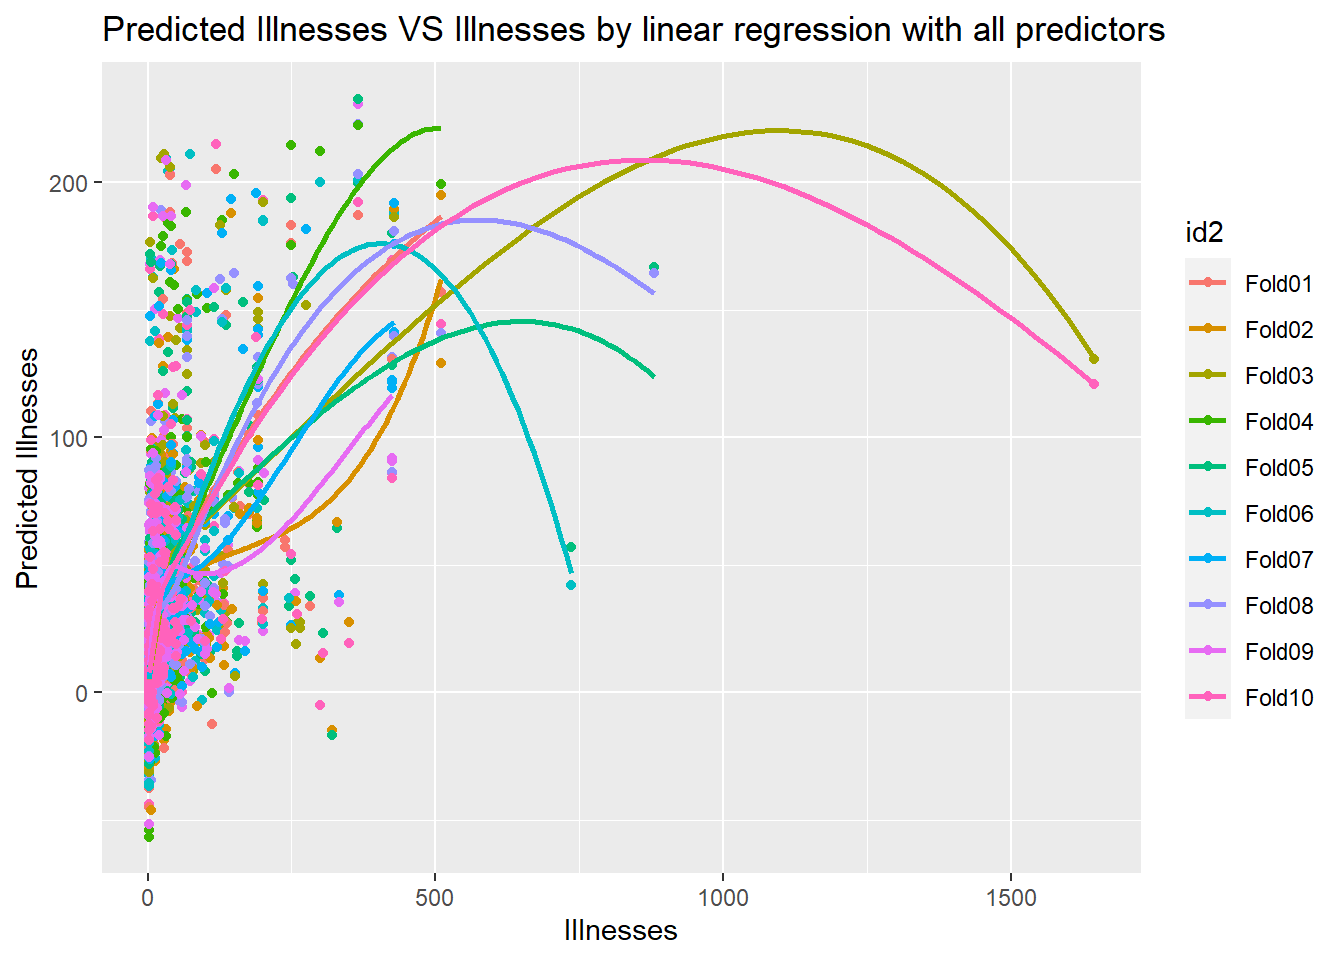 Predicted Illnesses VS Illnesses by linear regression with all predictors
Predicted Illnesses
200
100
0
0
500
1000
1500
Illnesses
id2
Fold01
Fold02
Fold03
Fold04
Fold05
Fold06
Fold07
Fold08
Fold09
Fold10